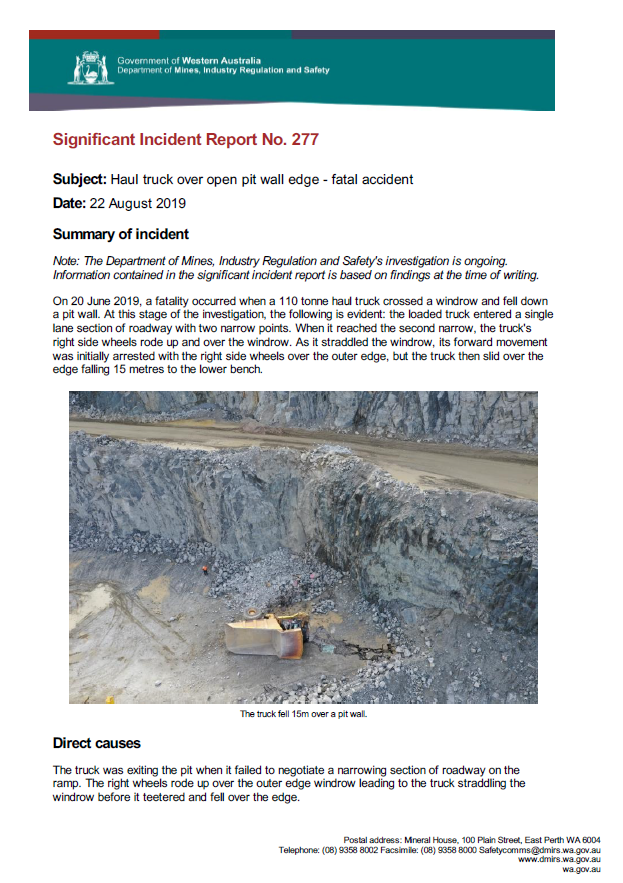 Government of Western Australia
Department of Mines, Industry Regulation and Safety
Significant Incident Report No. 277
Subject: Haul truck over open pit wall edge - fatal accident
Date: 22 August 2019
Summary of incident
Note: The Department of Mines, Industry Regulation and Safety's investigation is ongoing.
Information contained in the significant incident report is based on findings at the time of writing.
On 20 June 2019, a fatality occurred when a 110 tonne haul truck crossed a windrow and fell down
a pit wall. At this stage of the investigation, the following is evident: the loaded truck entered a single
lane section of roadway with two narrow points. When it reached the second narrow, the truck's
right side wheels rode up and over the windrow. As it straddled the windrow, its forward movement
was initially arrested with the right side wheels over the outer edge, but the truck then slid over the
edge falling 15 metres to the lower bench.
The truck fell 15m over a pit wall.
Direct causes
The truck was exiting the pit when it failed to negotiate a narrowing section of roadway on the
ramp. The right wheels rode up over the outer edge windrow leading to the truck straddling the
windrow before it teetered and fell over the edge.
Postal address: Mineral House, 100 Plain Street, East Perth WA 6004
Telephone: (08) 9358 8002 Facsimile: (08) 9358 8000 Safetycomms@dmirs.wa.gov.au
www.dmirs.wa.gov.au
wa.gov.au